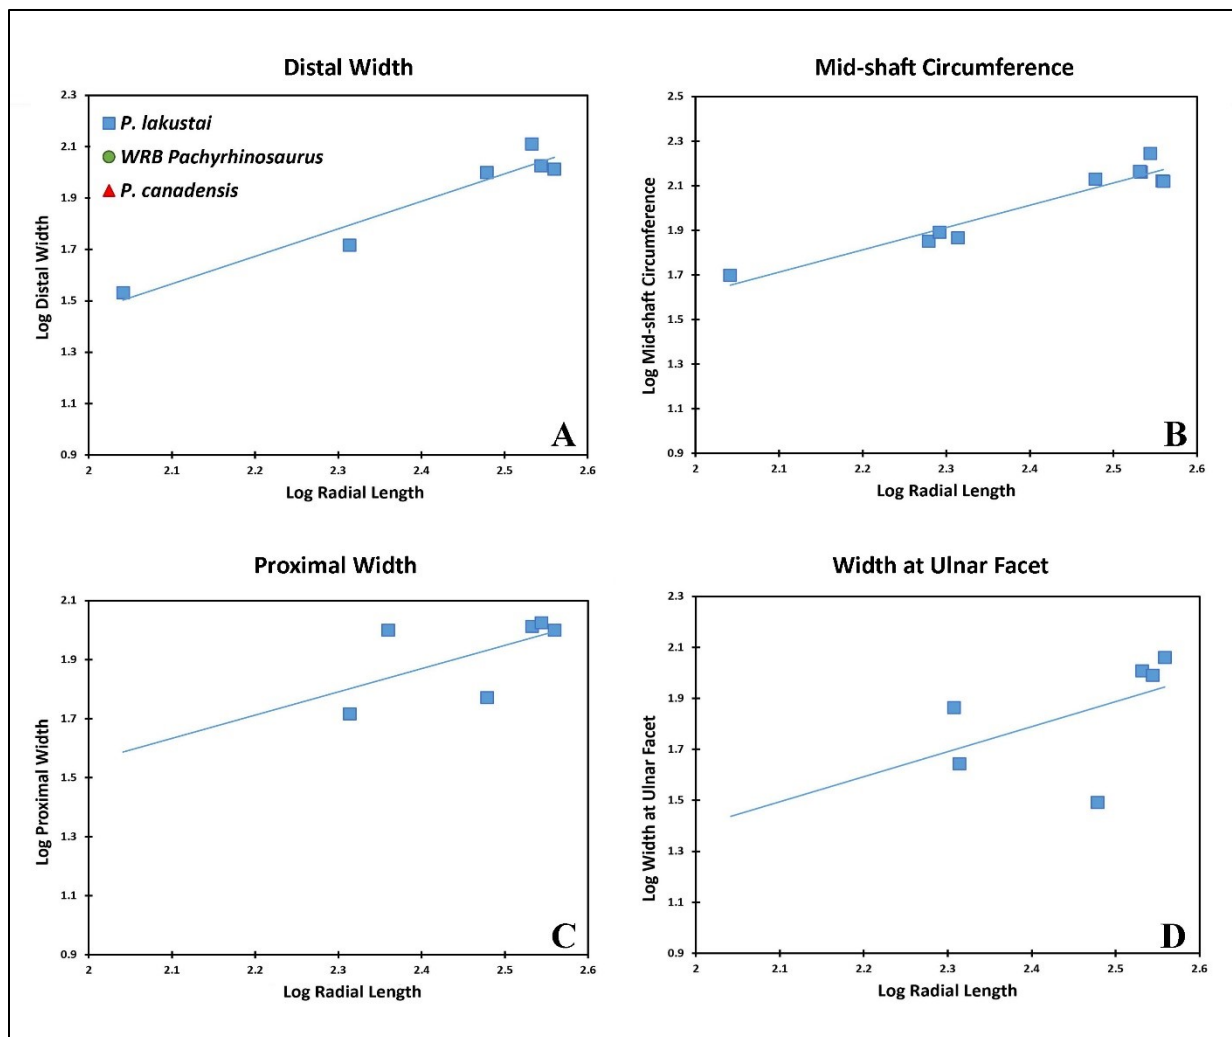 Distal Width
2.3
2.1
1.9
1.7
1.5
1.3
1.1
0.9
Log Distal Width
P. lakustai
WRB Pachyrhinosaurus
P. canadensis
A
2 2.1 2.2 2.3 2.4 2.5 2.6
Log Radial Length
Mid-shaft Circumference
2.5
2.3
2.1
1.9
1.7
1.5
1.3
1.1
0.9
Log Mid-shaft Circumference
B
2 2.1 2.2 2.3 2.4 2.5 2.6
Log Radial Length
Proximal Width
2.1
1.9
1.7
1.5
1.3
1.1
0.9
Log Proximal Width
C
2 2.1 2.2 2.3 2.4 2.5 2.6
Log Radial Length
Width at Ulnar Facet
2.3
2.1
1.9
1.7
1.5
1.3
1.1
0.9
Log Width at Ulnar Facet
D
2 2.1 2.2 2.3 2.4 2.5 2.6
Log Radial Length